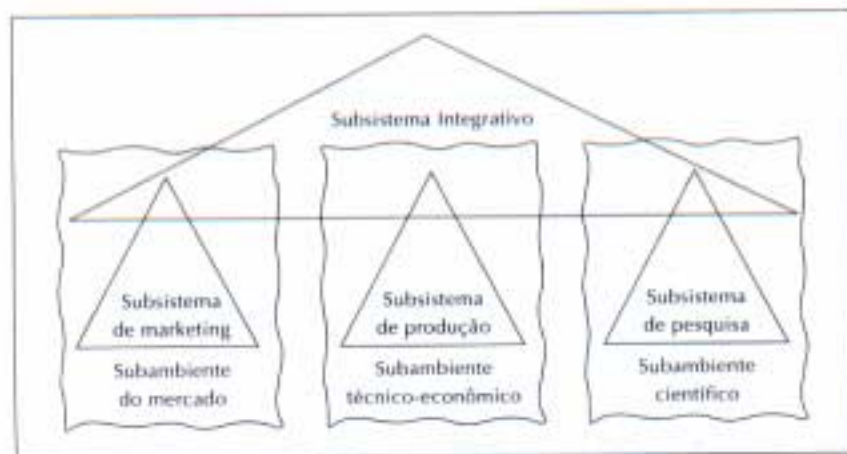 Subsistema Integrativo
Subsistema
de marketing
Subambiente
do mercado
Subsistema
de produção
Subambiente
técnico-econômico
Subsistema
de pesquisa
Subambiente
científico